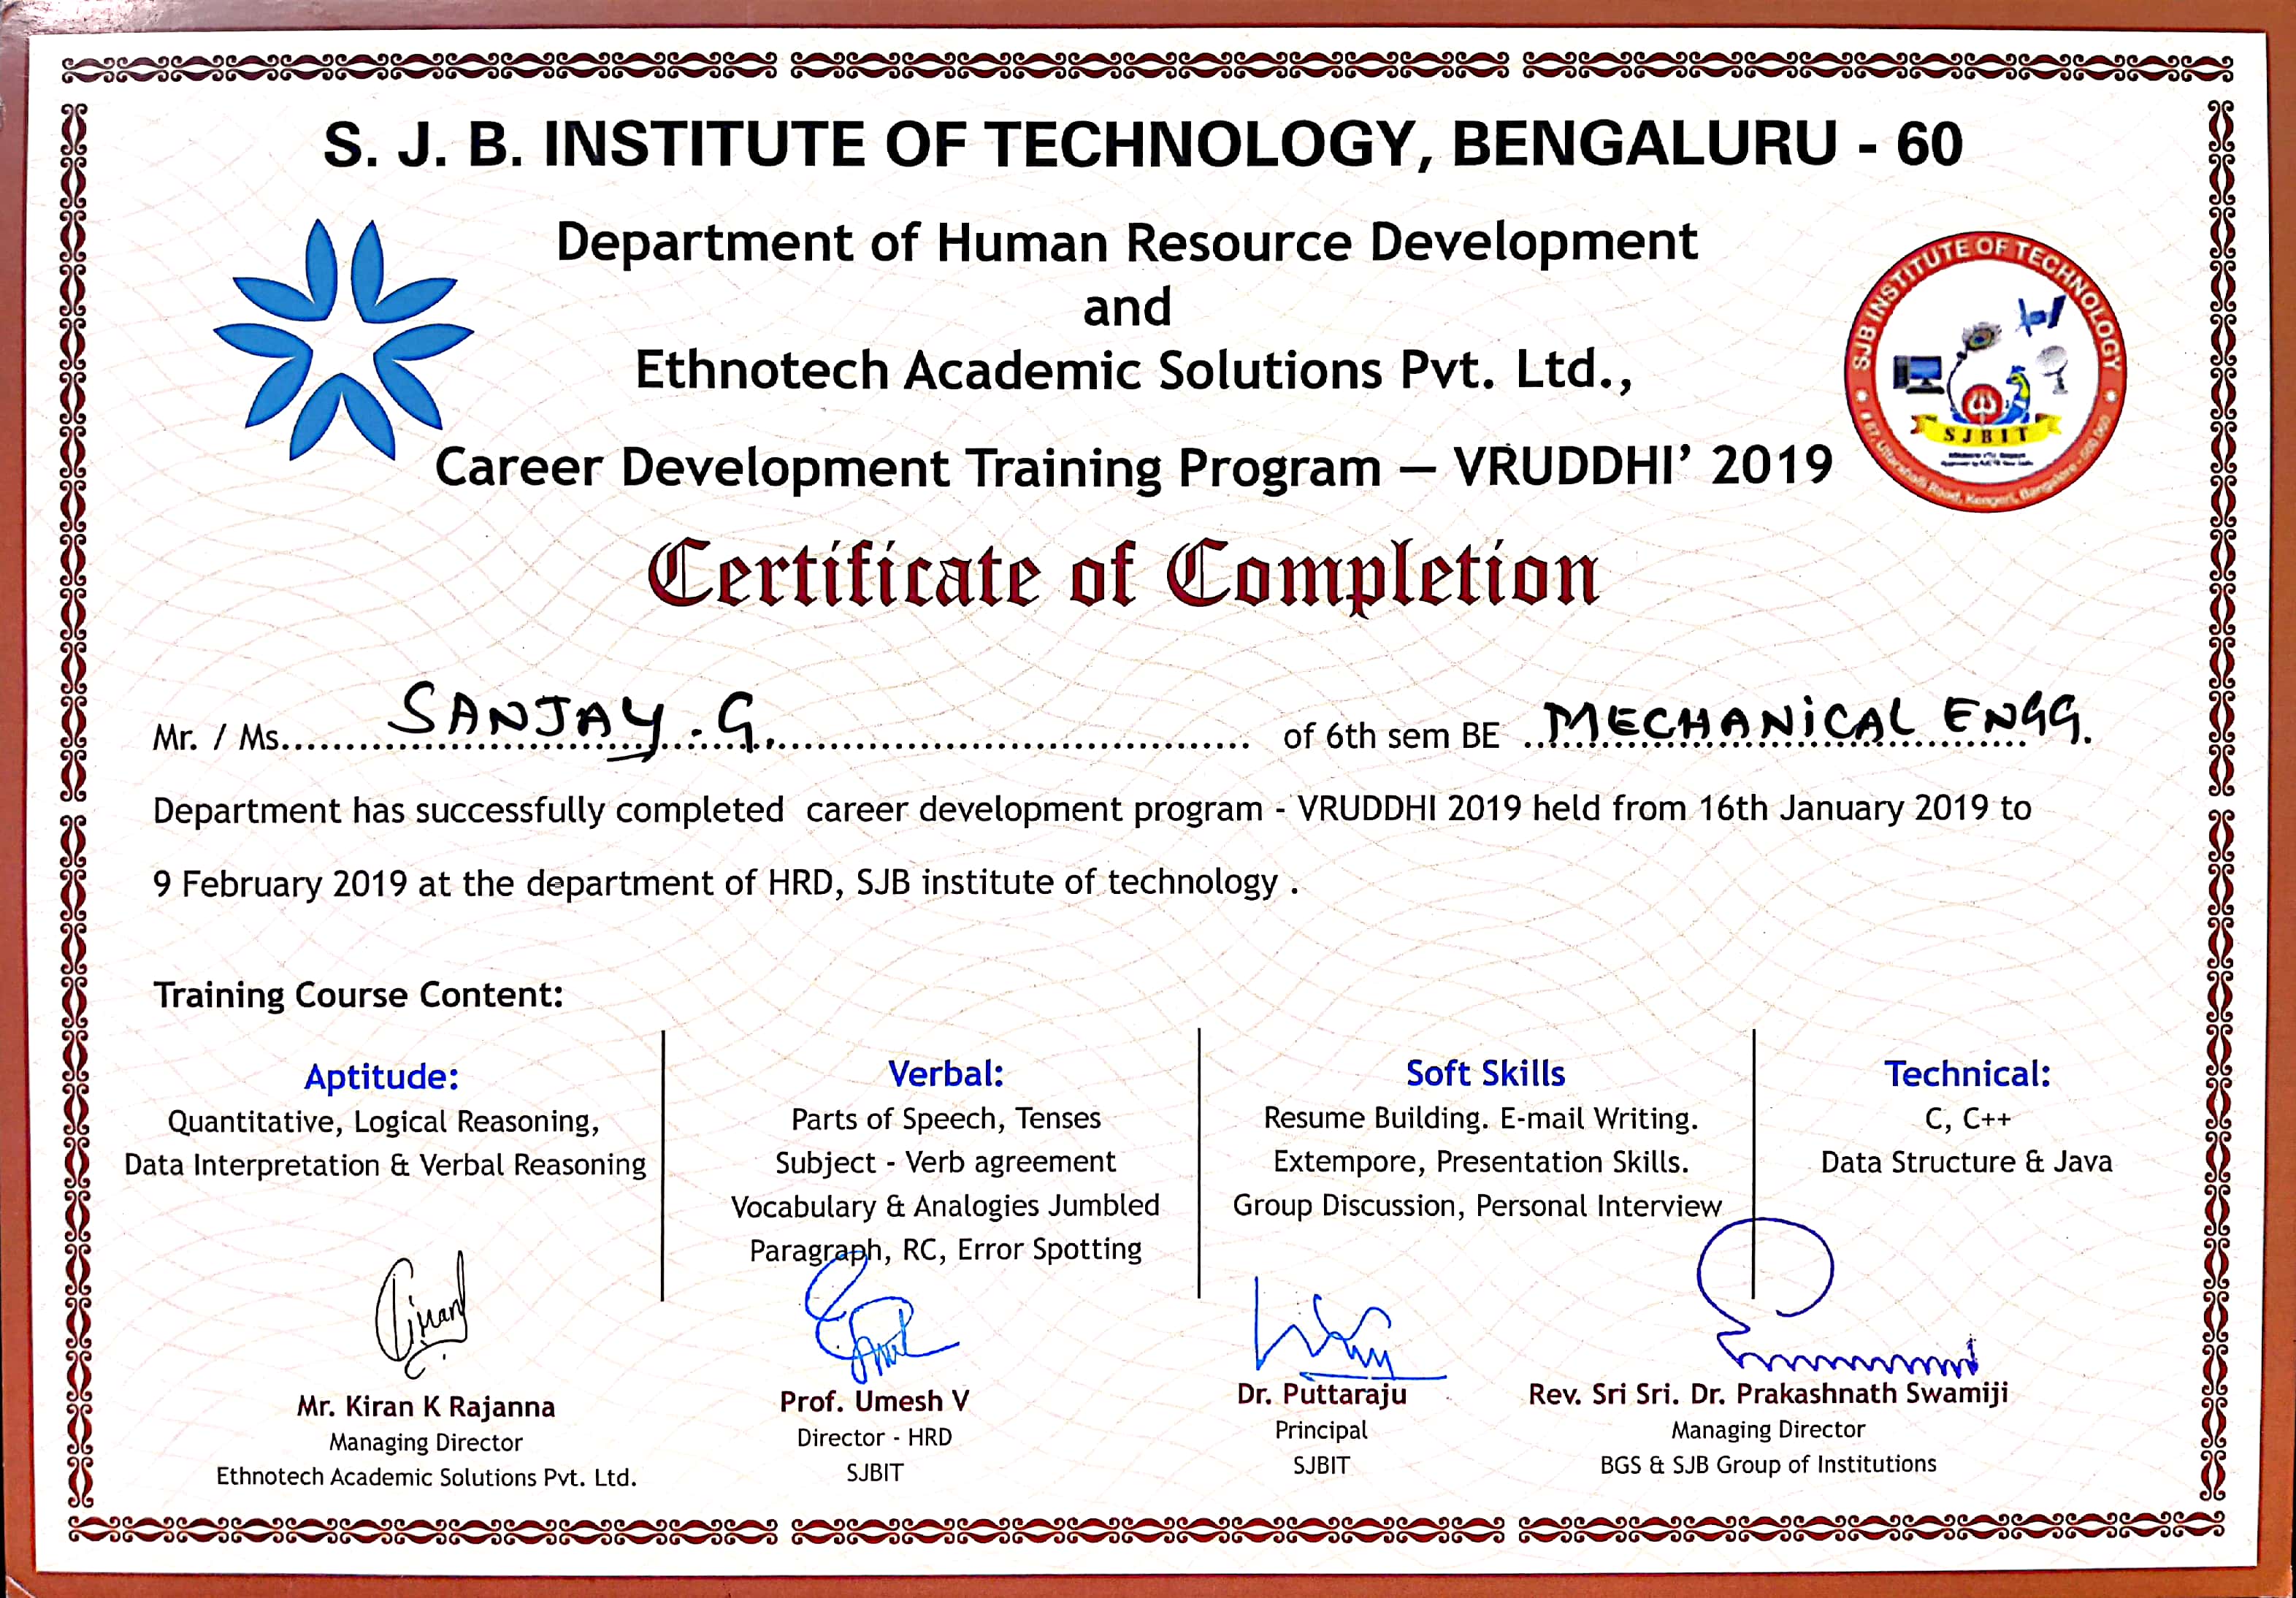 S. J. B. INSTITUTE OF TECHNOLOGY, BENGALURU - 60
Department of Human Resource Development
and
Ethnotech Academic Solutions Pvt. Ltd.,
Career Development Training Program — VRUDDHI’ 2019
SJB INSTITUTE OF TECHNOLOGY
SJBIT
Certificate of Completion
Mr. / Ms. SANJAY . G. of 6th sem BE MECHANICAL ENGG.
Department has successfully completed career development program - VRUDDHI 2019 held from 16th January 2019 to
9 February 2019 at the department of HRD, SJB institute of technology .
Training Course Content:
Aptitude:
Quantitative, Logical Reasoning,
Data Interpretation & Verbal Reasoning
Verbal:
Parts of Speech, Tenses
Subject - Verb agreement
Vocabulary & Analogies Jumbled
Paragraph, RC, Error Spotting
Soft Skills
Resume Building. E-mail Writing.
Extempore, Presentation Skills.
Group Discussion, Personal Interview
Technical:
C, C++
Data Structure & Java
Mr. Kiran K Rajanna
Managing Director
Ethnotech Academic Solutions Pvt. Ltd.
Prof. Umesh V
Director - HRD
SJBIT
Dr. Puttaraju
Principal
SJBIT
Rev. Sri Sri. Dr. Prakashnath Swamiji
Managing Director
BGS & SJB Group of Institutions